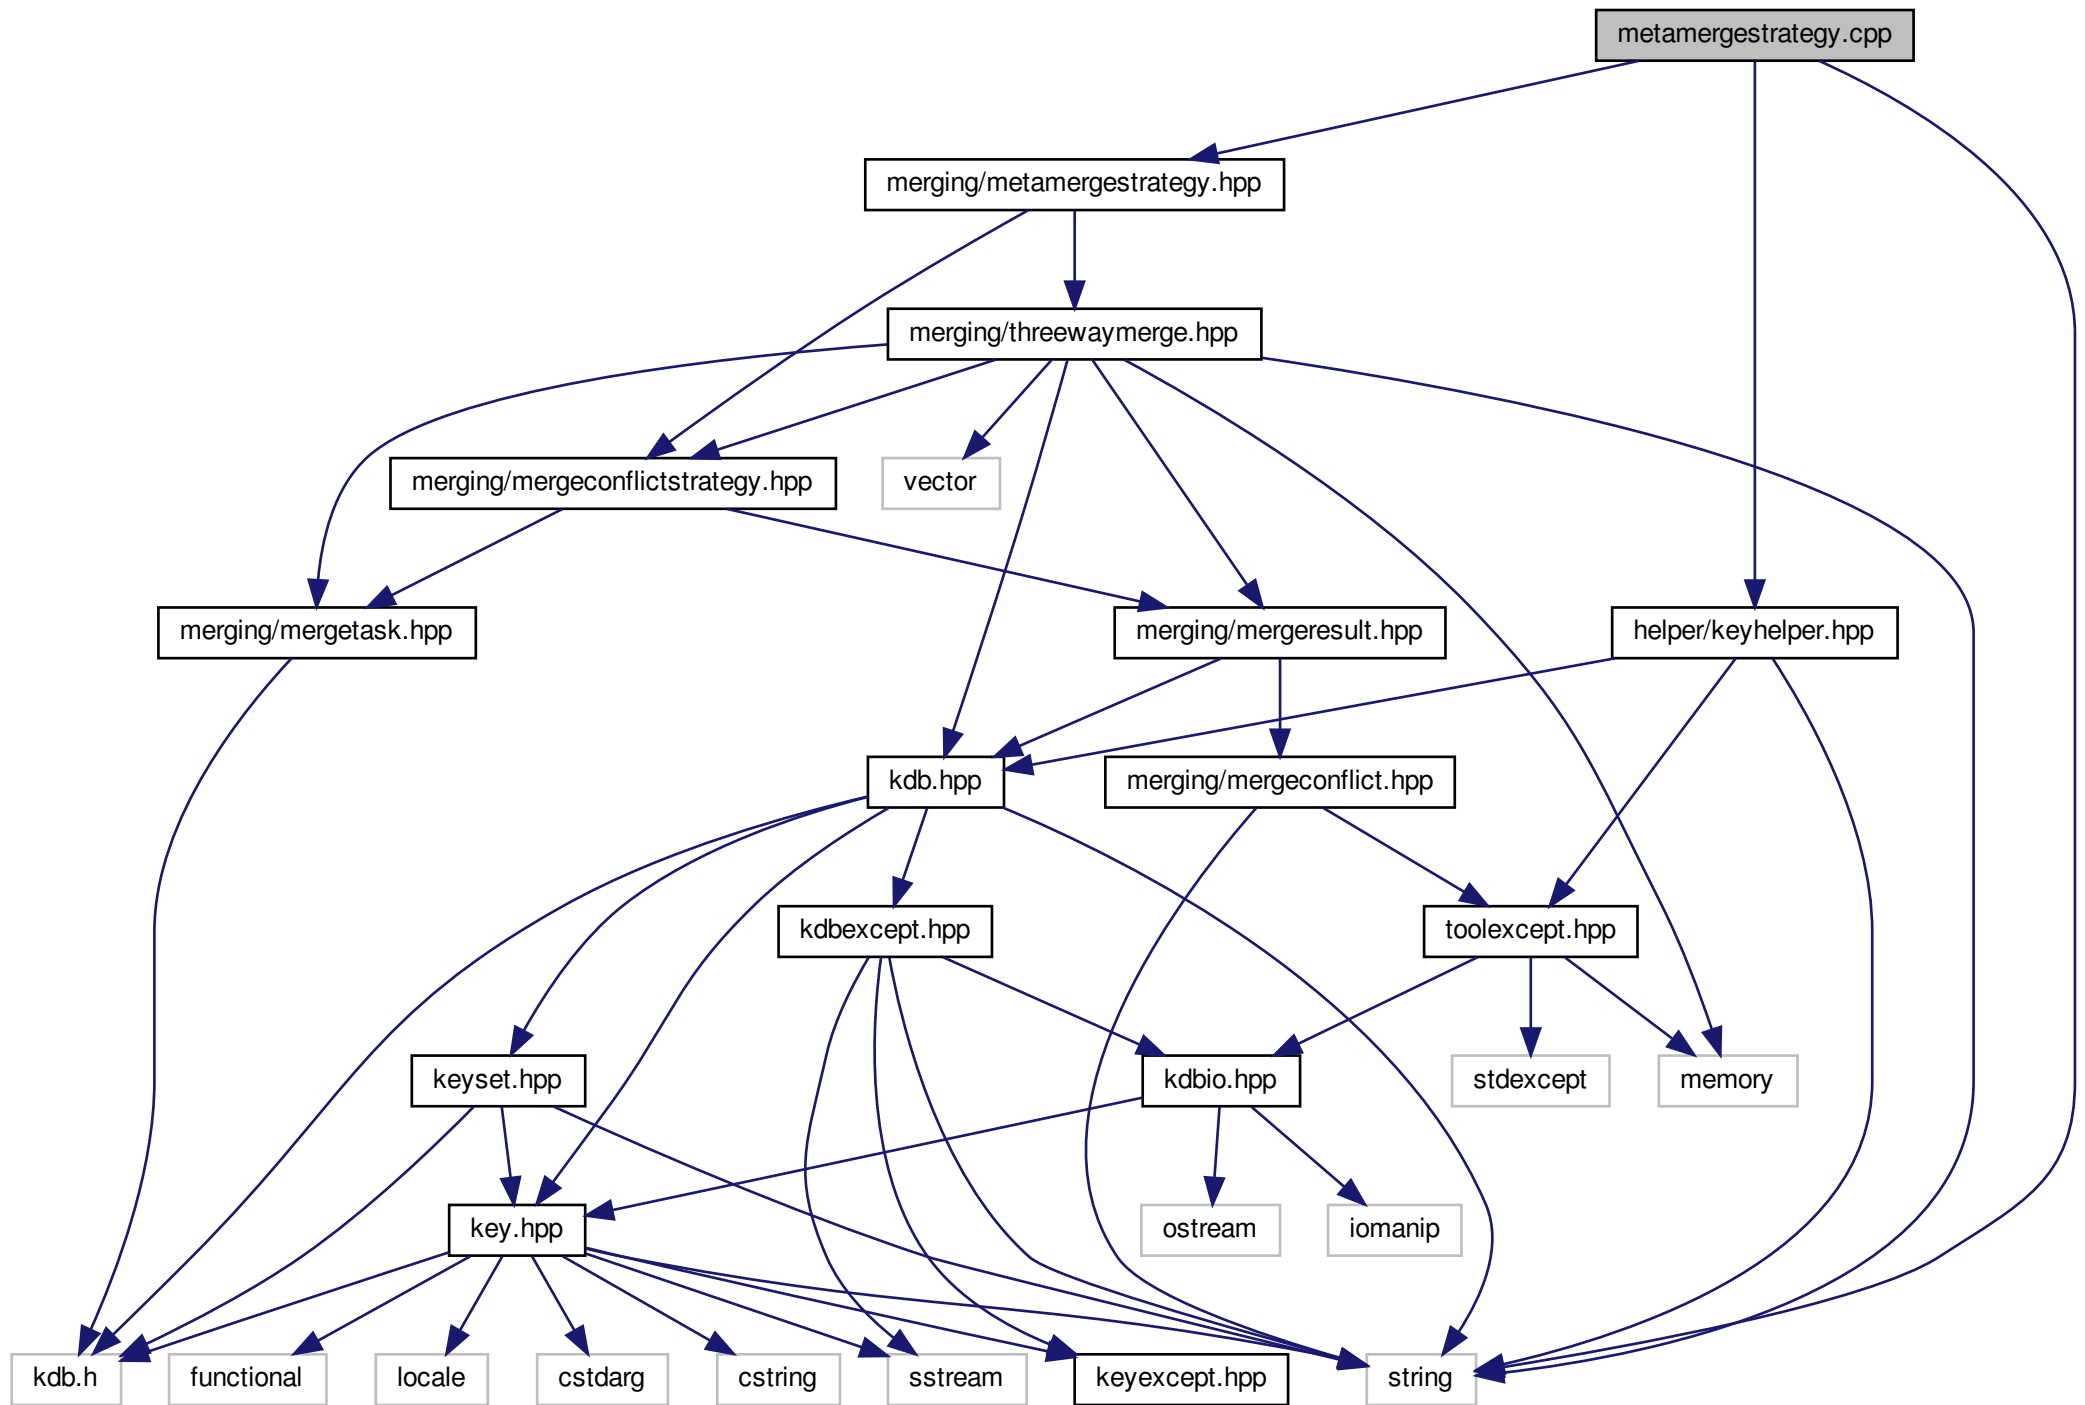 metamergestrategy.cpp
merging/metamergestrategy.hpp
merging/threewaymerge.hpp
merging/mergeconflictstrategy.hpp
vector
merging/mergetask.hpp
merging/mergeresult.hpp
helper/keyhelper.hpp
kdb.hpp
merging/mergeconflict.hpp
kdbexcept.hpp
toolexcept.hpp
keyset.hpp
kdbio.hpp
stdexcept
memory
key.hpp
ostream
iomanip
kdb.h
functional
locale
cstdarg
cstring
sstream
keyexcept.hpp
string